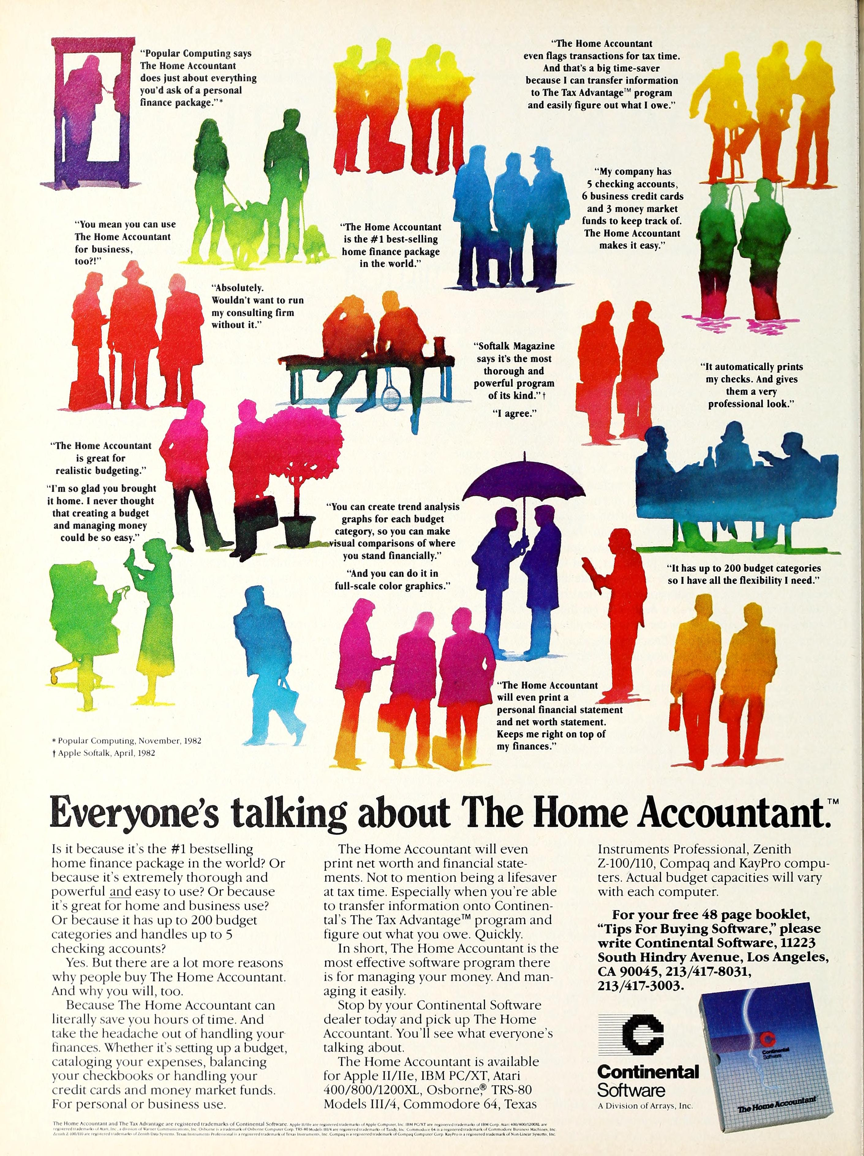 “Popular Computing says
The Home Accountant
does just about everything
you’d ask of a personal
finance package.”*
“The Home Accountant
even flags transactions for tax time.
And that’s a big time-saver
because I can transfer information
to The Tax Advantage™ program
and easily figure out what I owe.”
“My company has
5 checking accounts,
6 business credit cards
and 3 money market
funds to keep track of.
The Home Accountant
makes it easy.”
“You mean you can use
The Home Accountant
for business,
too?!”
“The Home Accountant
is the #1 best-selling
home finance package
in the world.”
“Absolutely.
Wouldn’t want to run
my consulting firm
without it.”
“Softalk Magazine
says it’s the most
thorough and
powerful program
of its kind.”†
“I agree.”
“It automatically prints
my checks. And gives
them a very
professional look.”
“The Home Accountant
is great for
realistic budgeting.”
“I’m so glad you brought
it home. I never thought
that creating a budget
and managing money
could be so easy.”
“You can create trend analysis
graphs for each budget
category, so you can make
visual comparisons of where
you stand financially.”
“And you can do it in
full-scale color graphics.”
“It has up to 200 budget categories
so I have all the flexibility I need.”
“The Home Accountant
will even print a
personal financial statement
and net worth statement.
Keeps me right on top of
my finances.”
* Popular Computing, November, 1982
† Apple Softalk, April, 1982
Everyone’s talking about The Home Accountant.™
Is it because it’s the #1 bestselling
home finance package in the world? Or
because it’s extremely thorough and
powerful and easy to use? Or because
it’s great for home and business use?
Or because it has up to 200 budget
categories and handles up to 5
checking accounts?
Yes. But there are a lot more reasons
why people buy The Home Accountant.
And why you will, too.
Because The Home Accountant can
literally save you hours of time. And
take the headache out of handling your
finances. Whether it’s setting up a budget,
cataloging your expenses, balancing
your checkbooks or handling your
credit cards and money market funds.
For personal or business use.
The Home Accountant will even
print net worth and financial state-
ments. Not to mention being a lifesaver
at tax time. Especially when you’re able
to transfer information onto Continen-
tal’s The Tax Advantage™ program and
figure out what you owe. Quickly.
In short, The Home Accountant is the
most effective software program there
is for managing your money. And man-
aging it easily.
Stop by your Continental Software
dealer today and pick up The Home
Accountant. You’ll see what everyone’s
talking about.
The Home Accountant is available
for Apple II/IIe, IBM PC/XT, Atari
400/800/1200XL, Osborne,® TRS-80
Models III/4, Commodore 64, Texas
Instruments Professional, Zenith
Z-100/110, Compaq and KayPro compu-
ters. Actual budget capacities will vary
with each computer.
For your free 48 page booklet,
“Tips For Buying Software,” please
write Continental Software, 11223
South Hindry Avenue, Los Angeles,
CA 90045, 213/417-8031,
213/417-3003.
Continental
Software
A Division of Arrays, Inc.
Continental
Software
The Home Accountant
The Home Accountant and The Tax Advantage are registered trademarks of Continental Software.